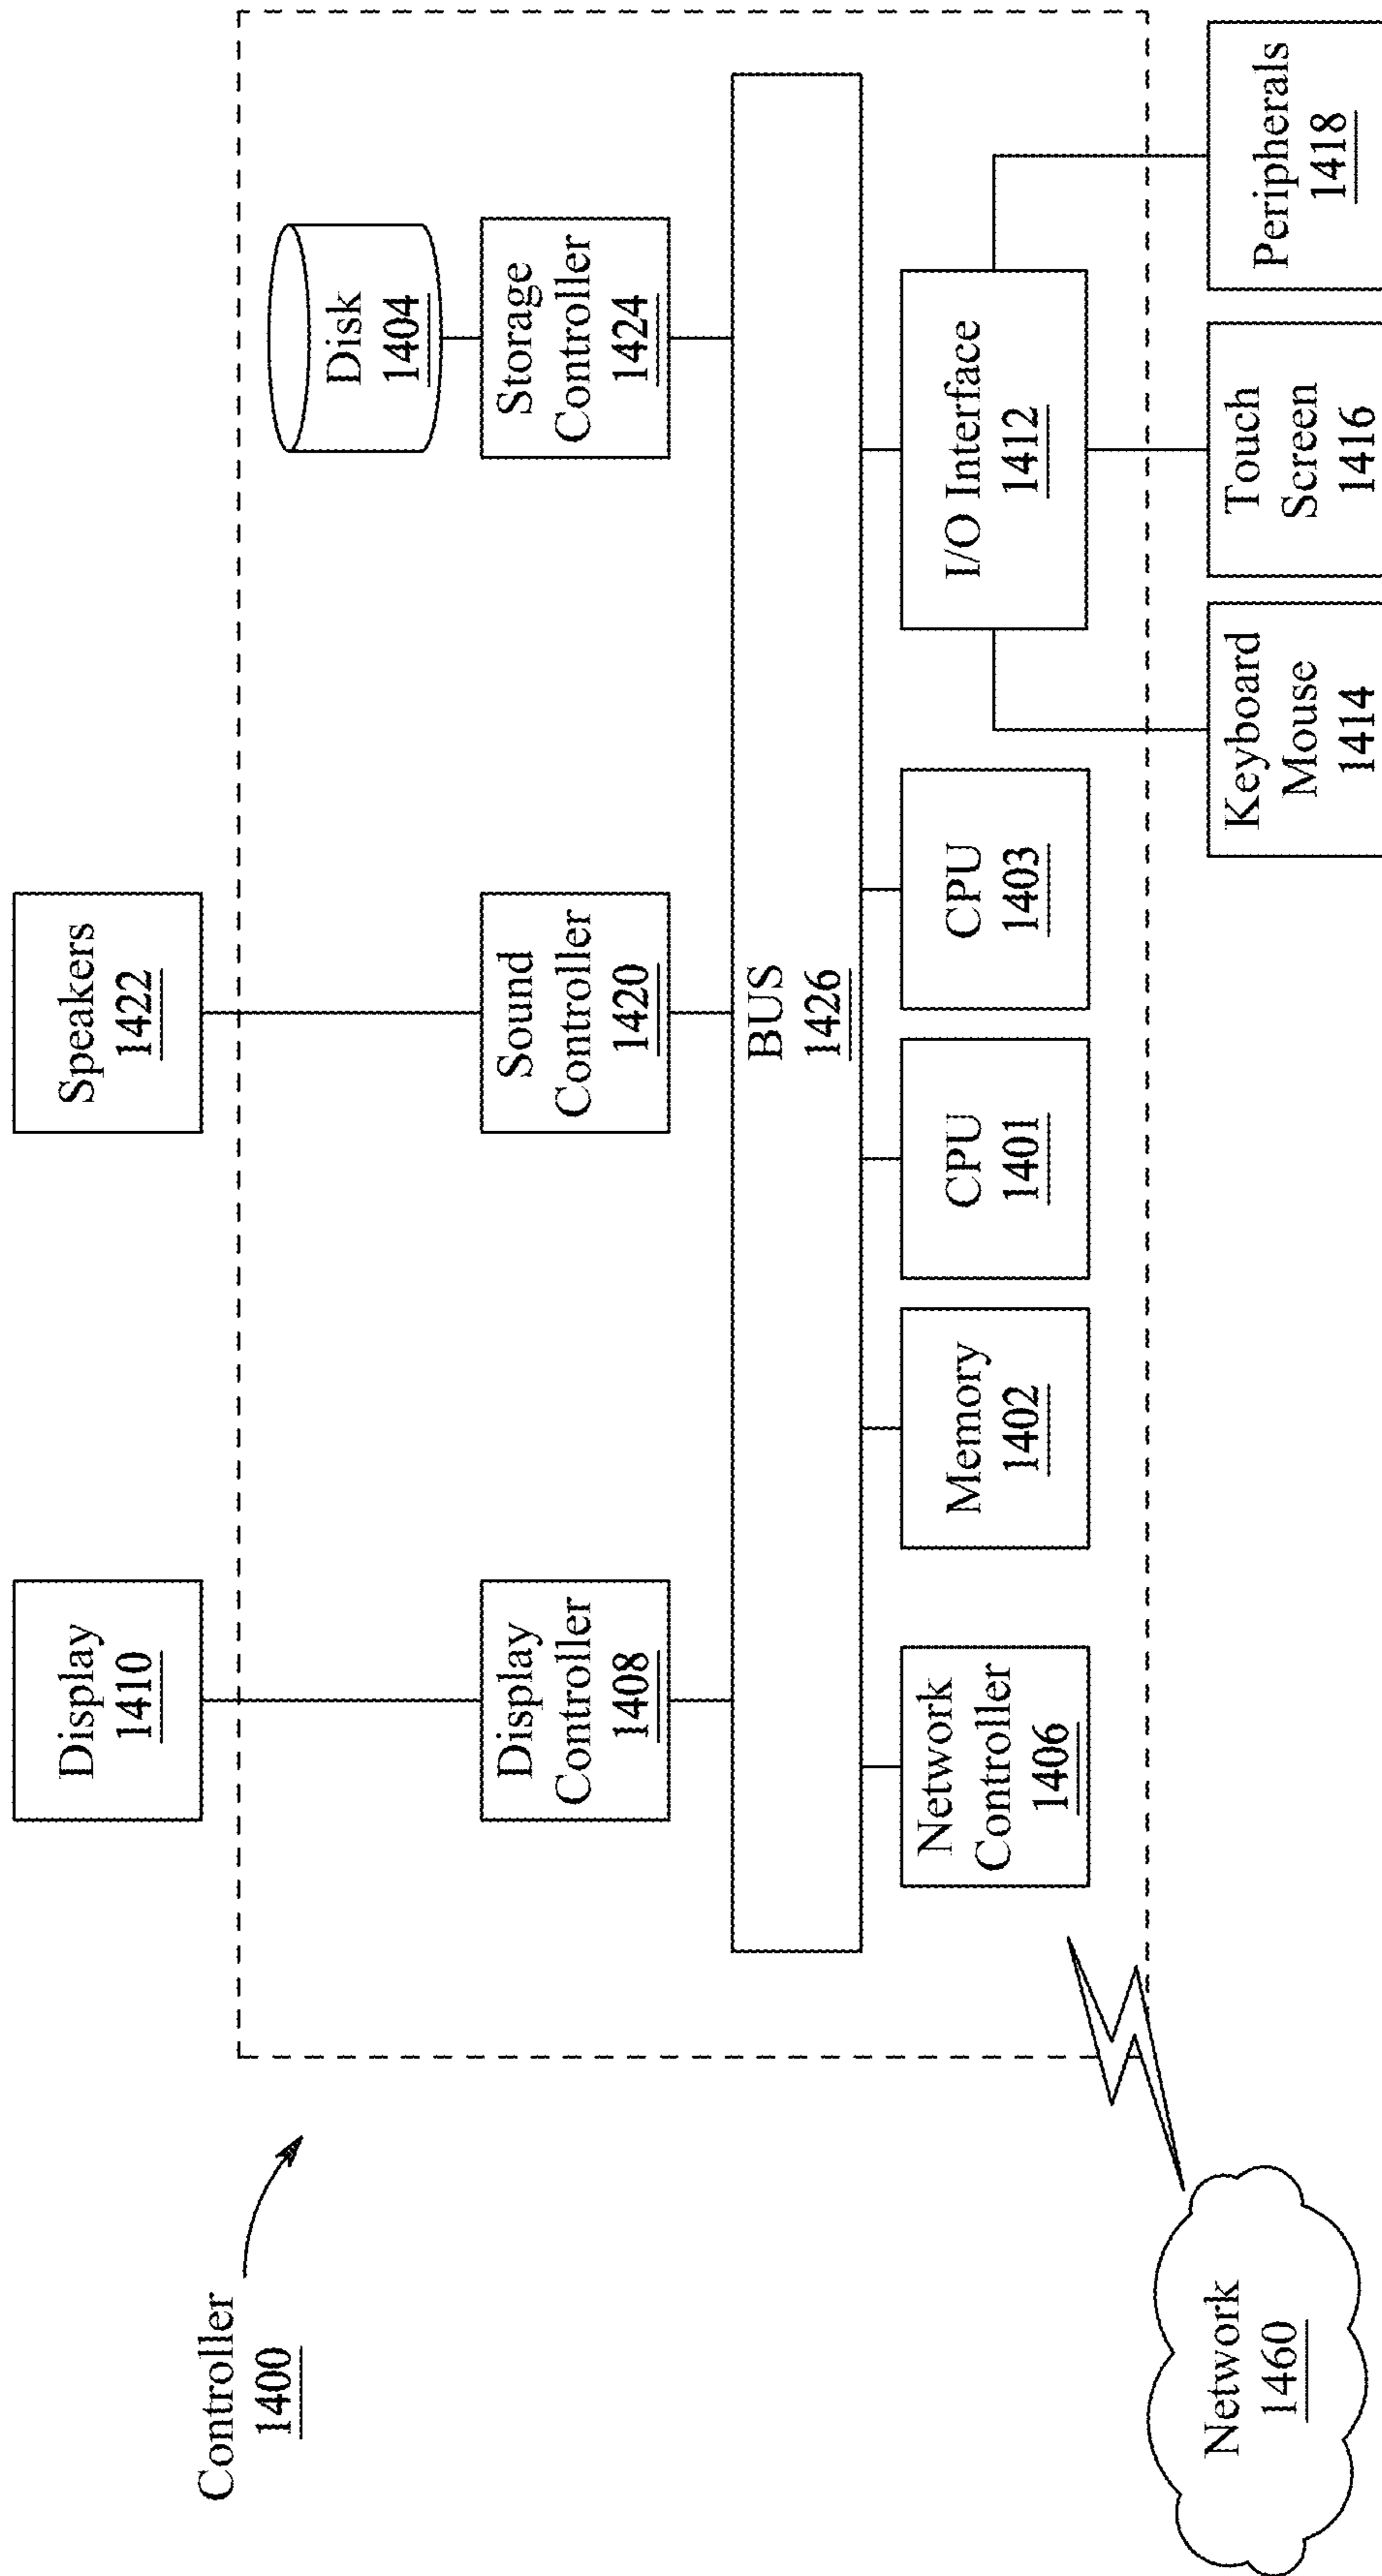 Controller
1400
Display
1410
Speakers
1422
Disk
1404
Display
Controller
1408
Sound
Controller
1420
Storage
Controller
1424
BUS
1426
Network
Controller
1406
Memory
1402
CPU
1401
CPU
1403
I/O Interface
1412
Network
1460
Keyboard
Mouse
1414
Touch
Screen
1416
Peripherals
1418